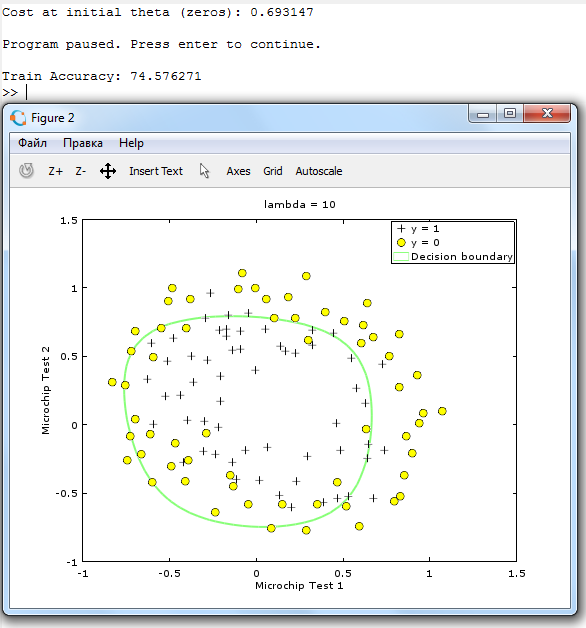 Cost at initial theta (zeros): 0.693147
Program paused. Press enter to continue.
Train Accuracy: 74.576271
>>
Figure 2
Файл Правка Help
Z+ Z- Insert Text Axes Grid Autoscale
lambda = 10
1.5
1
0.5
0
-0.5
-1
Microchip Test 2
y = 1
y = 0
Decision boundary
-1 -0.5 0 0.5 1 1.5
Microchip Test 1